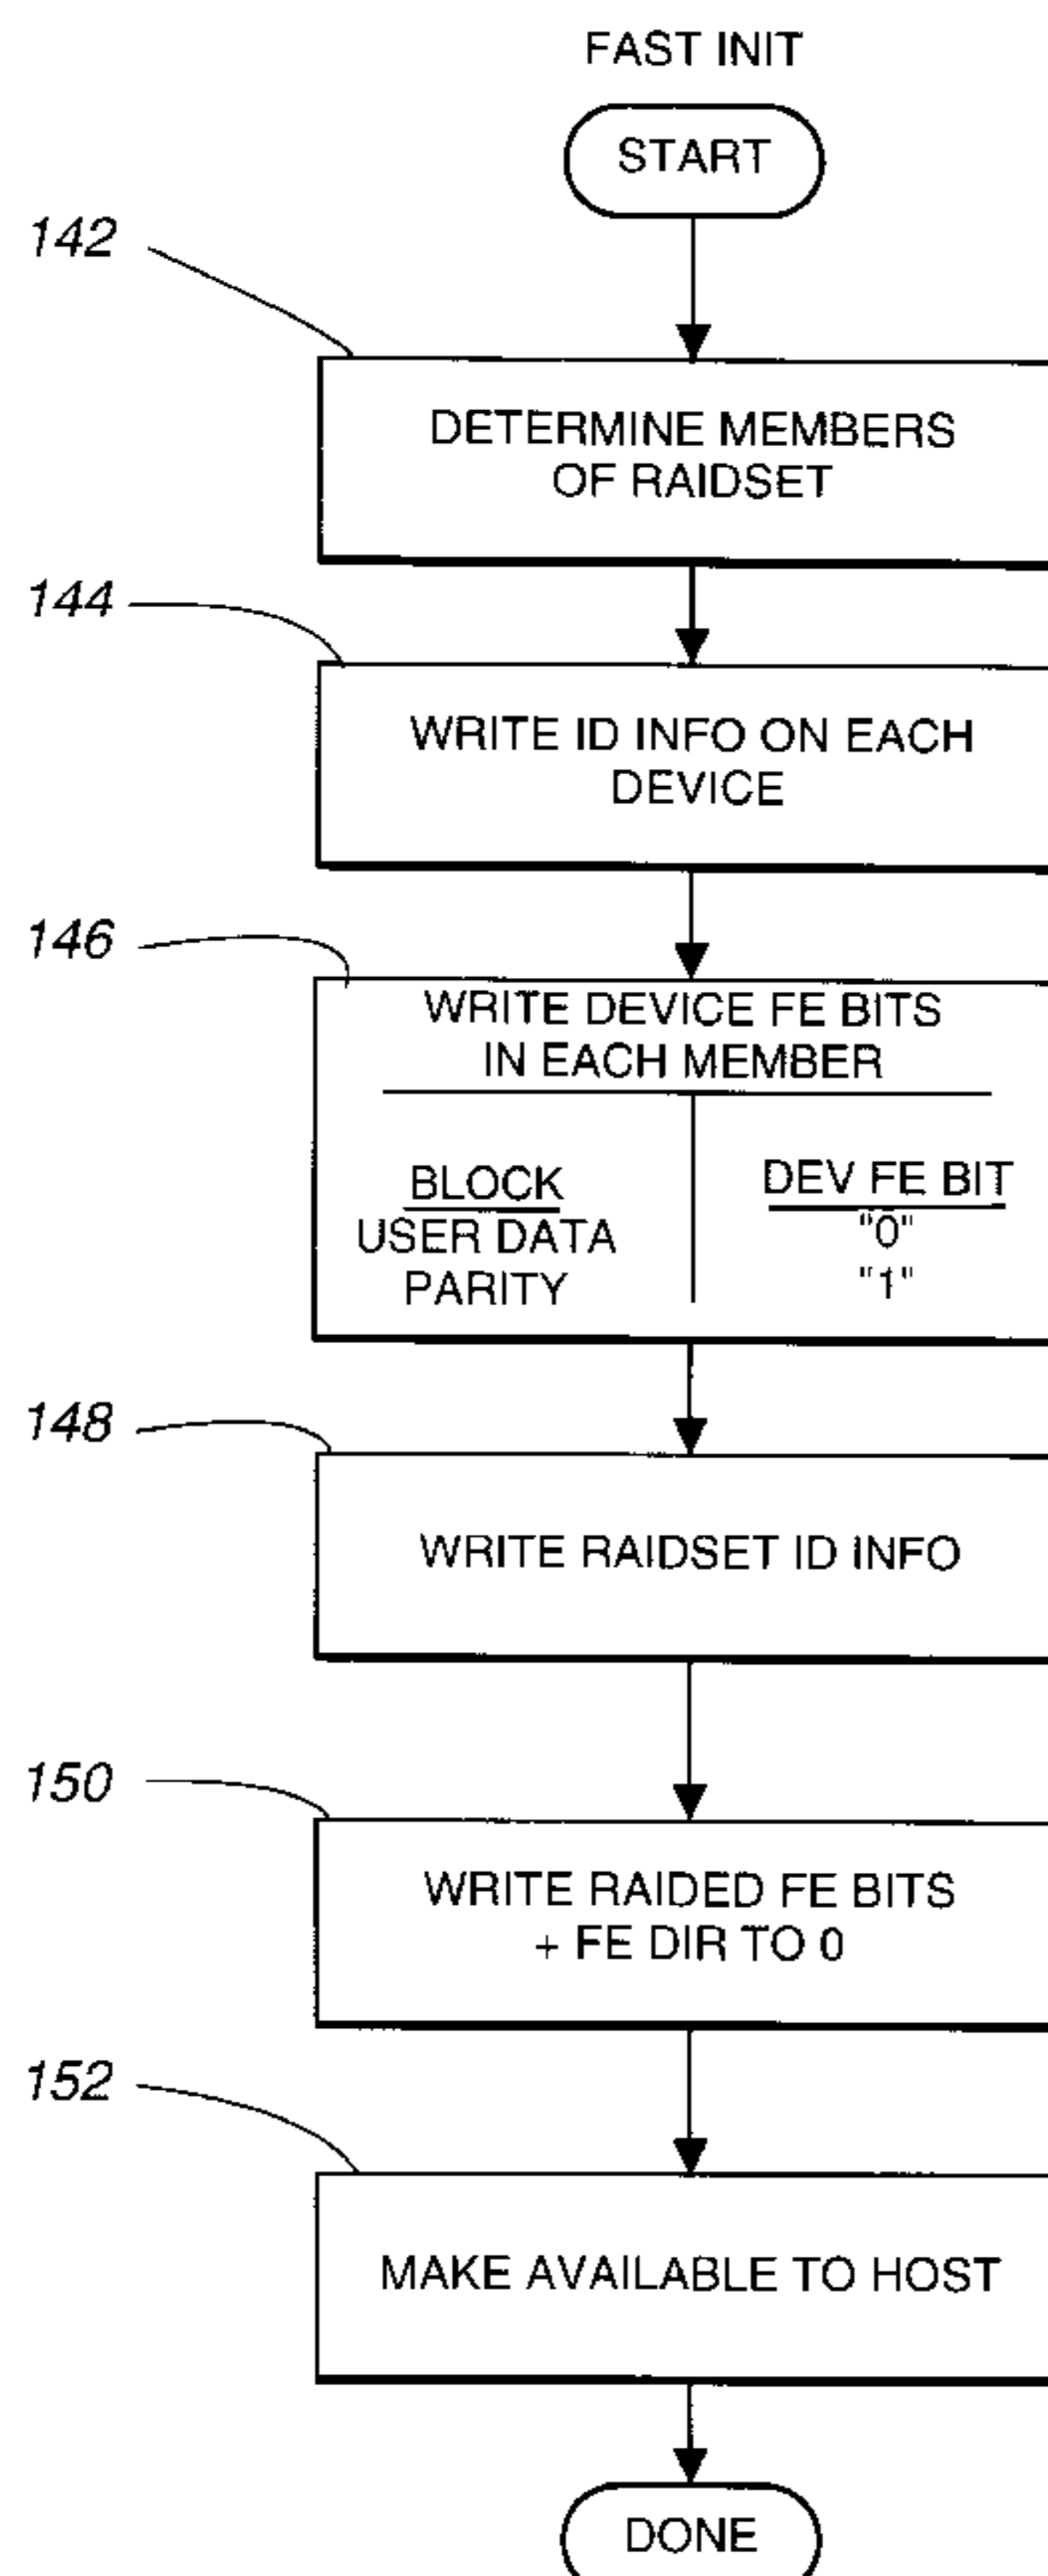 FAST INIT
START
142
DETERMINE MEMBERS
OF RAIDSET
144
WRITE ID INFO ON EACH
DEVICE
146
WRITE DEVICE FE BITS
IN EACH MEMBER
BLOCK
DEV FE BIT
USER DATA
"0"
PARITY
"1"
148
WRITE RAIDSET ID INFO
150
WRITE RAIDED FE BITS
+ FE DIR TO 0
152
MAKE AVAILABLE TO HOST
DONE